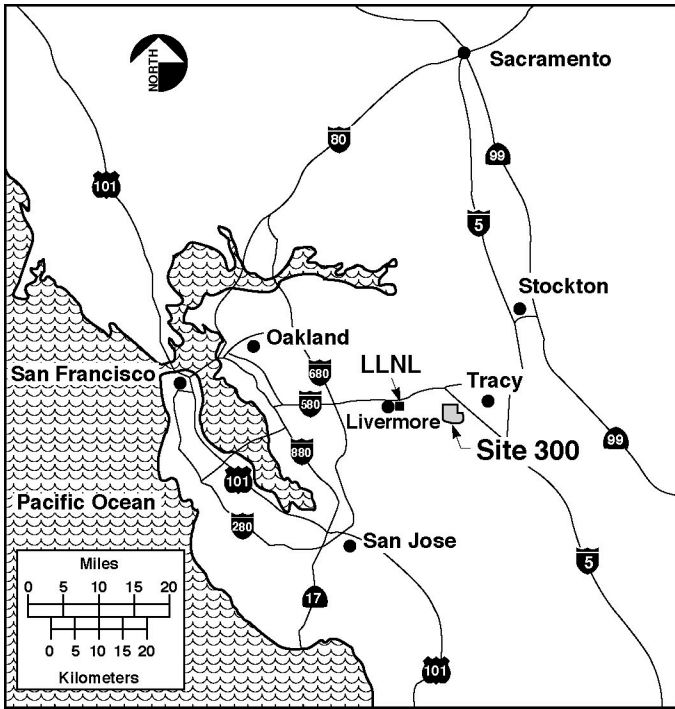 Sacramento
NORTH
80
99
101
5
Stockton
Oakland
680
LLNL
San Francisco
Tracy
580
Livermore
Site 300
99
880
101
Pacific Ocean
280
San Jose
5
Miles
0 5 10 15 20
17
0 5 10 15 20
Kilometers
101